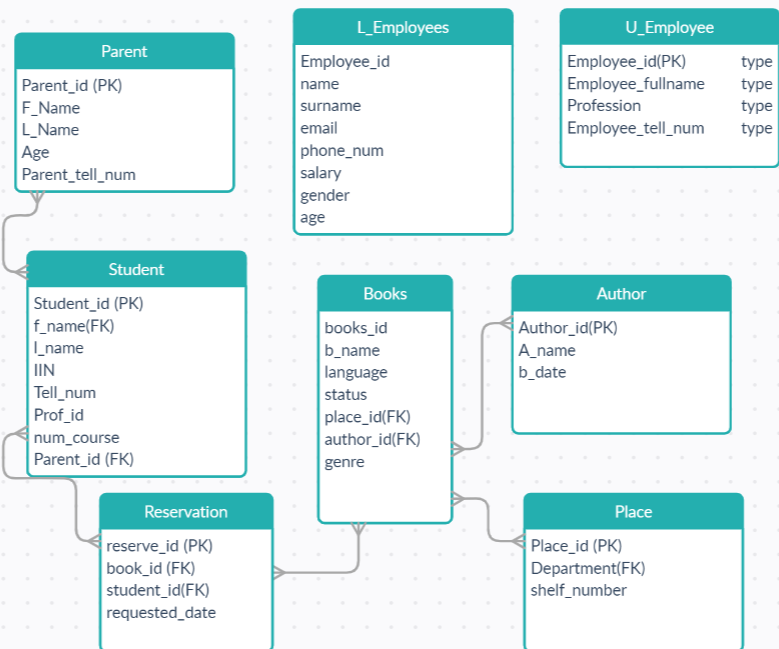 Parent
Parent_id (PK)
F_Name
L_Name
Age
Parent_tell_num
L_Employees
Employee_id
name
surname
email
phone_num
salary
gender
age
U_Employee
Employee_id(PK) type
Employee_fullname type
Profession type
Employee_tell_num type
Student
Student_id (PK)
f_name(FK)
l_name
IIN
Tell_num
Prof_id
num_course
Parent_id (FK)
Books
books_id
b_name
language
status
place_id(FK)
author_id(FK)
genre
Author
Author_id(PK)
A_name
b_date
Reservation
reserve_id (PK)
book_id (FK)
student_id(FK)
requested_date
Place
Place_id (PK)
Department(FK)
shelf_number